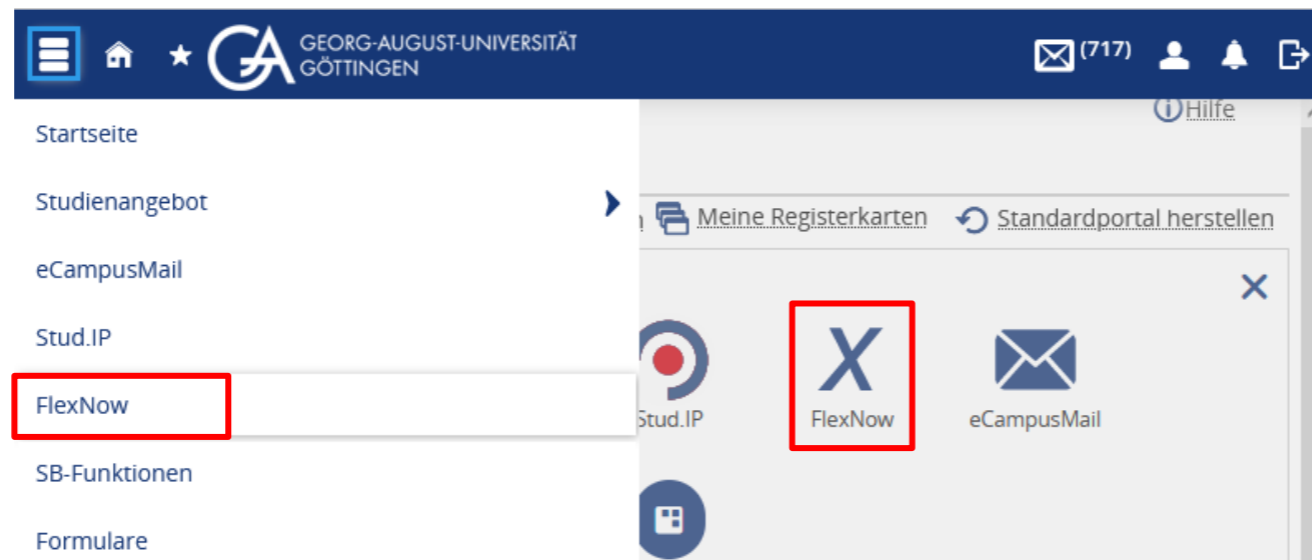 GEORG-AUGUST-UNIVERSITÄT
GÖTTINGEN
(717)
Hilfe
Startseite
Studienangebot
Meine Registerkarten
Standardportal herstellen
eCampusMail
Stud.IP
FlexNow
SB-Funktionen
Formulare
X
Stud.IP
FlexNow
eCampusMail